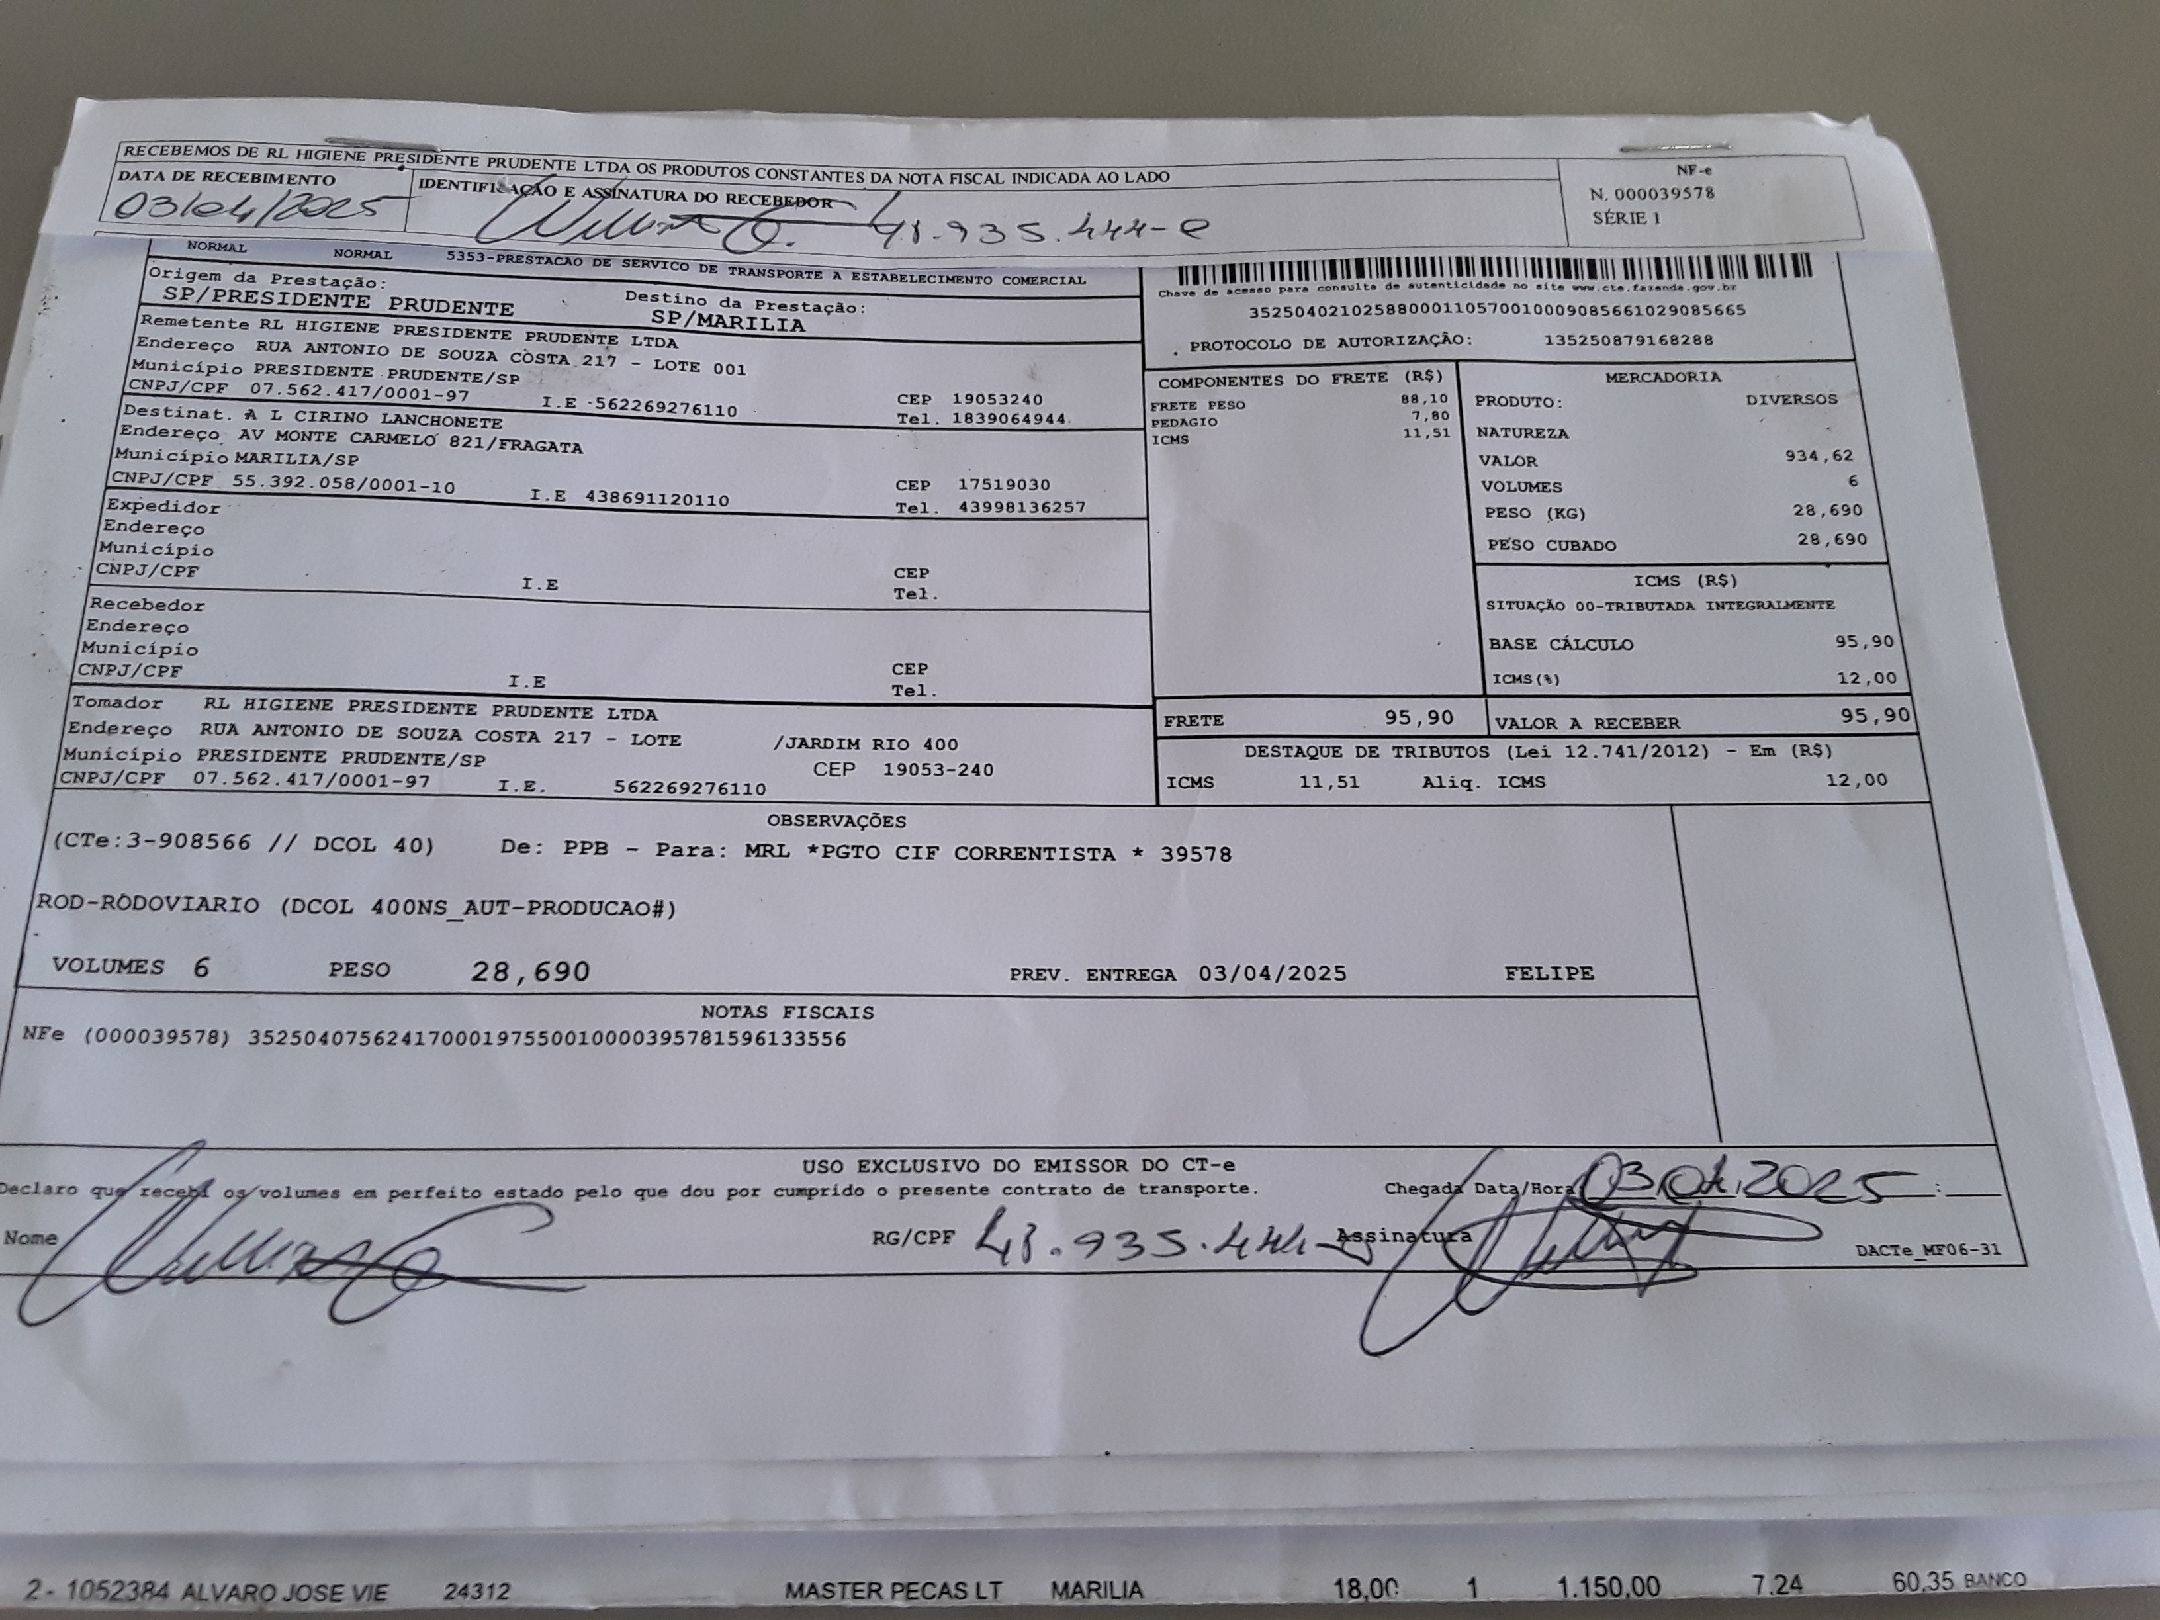 RECEBEMOS DE RL HIGIENE PRESIDENTE PRUDENTE LTDA OS PRODUTOS CONSTANTES DA NOTA FISCAL INDICADA AO LADO
DATA DE RECEBIMENTO
03/04/2025
IDENTIFICAÇÃO E ASSINATURA DO RECEBEDOR
NF-e
N. 000039578
SÉRIE 1
NORMAL NORMAL 5353-PRESTACAO DE SERVICO DE TRANSPORTE A ESTABELECIMENTO COMERCIAL
Origem da Prestação: Destino da Prestação:
SP/PRESIDENTE PRUDENTE SP/MARILIA
Remetente RL HIGIENE PRESIDENTE PRUDENTE LTDA
Endereço RUA ANTONIO DE SOUZA COSTA 217 - LOTE 001
Município PRESIDENTE PRUDENTE/SP CEP 19053240
CNPJ/CPF 07.562.417/0001-97 I.E 562269276110 Tel. 1839064944
Destinat. A L CIRINO LANCHONETE
Endereço AV MONTE CARMELO 821/FRAGATA
Município MARILIA/SP CEP 17519030
CNPJ/CPF 55.392.058/0001-10 I.E 438691120110 Tel. 43998136257
Expedidor
Endereço
Município CEP
CNPJ/CPF I.E Tel.
Recebedor
Endereço
Município CEP
CNPJ/CPF I.E Tel.
Tomador RL HIGIENE PRESIDENTE PRUDENTE LTDA
Endereço RUA ANTONIO DE SOUZA COSTA 217 - LOTE /JARDIM RIO 400
Município PRESIDENTE PRUDENTE/SP CEP 19053-240
CNPJ/CPF 07.562.417/0001-97 I.E. 562269276110
Chave de acesso para consulta de autenticidade no site www.cte.fazenda.gov.br
35250402102588000110570010009085661029085665
PROTOCOLO DE AUTORIZAÇÃO: 135250879168288
COMPONENTES DO FRETE (R$)
FRETE PESO 88,10
PEDAGIO 7,80
ICMS 11,51
MERCADORIA
PRODUTO: DIVERSOS
NATUREZA
VALOR 934,62
VOLUMES 6
PESO (KG) 28,690
PESO CUBADO 28,690
ICMS (R$)
SITUAÇÃO 00-TRIBUTADA INTEGRALMENTE
BASE CÁLCULO 95,90
ICMS(%) 12,00
FRETE 95,90 VALOR A RECEBER 95,90
DESTAQUE DE TRIBUTOS (Lei 12.741/2012) - Em (R$)
ICMS 11,51 Aliq. ICMS 12,00
OBSERVAÇÕES
(CTe:3-908566 // DCOL 40) De: PPB - Para: MRL *PGTO CIF CORRENTISTA * 39578
ROD-RODOVIARIO (DCOL 400NS_AUT-PRODUCAO#)
VOLUMES 6 PESO 28,690 PREV. ENTREGA 03/04/2025 FELIPE
NOTAS FISCAIS
NFe (000039578) 35250407562417000197550010000395781596133556
USO EXCLUSIVO DO EMISSOR DO CT-e
Declaro que recebi os volumes em perfeito estado pelo que dou por cumprido o presente contrato de transporte. Chegada Data/Hora 03.04.2025 :
Nome RG/CPF Assinatura
DACTe_MF06-31
2 - 1052384 ALVARO JOSE VIE 24312 MASTER PECAS LT MARILIA 18,00 1 1.150,00 7.24 60,35 BANCO